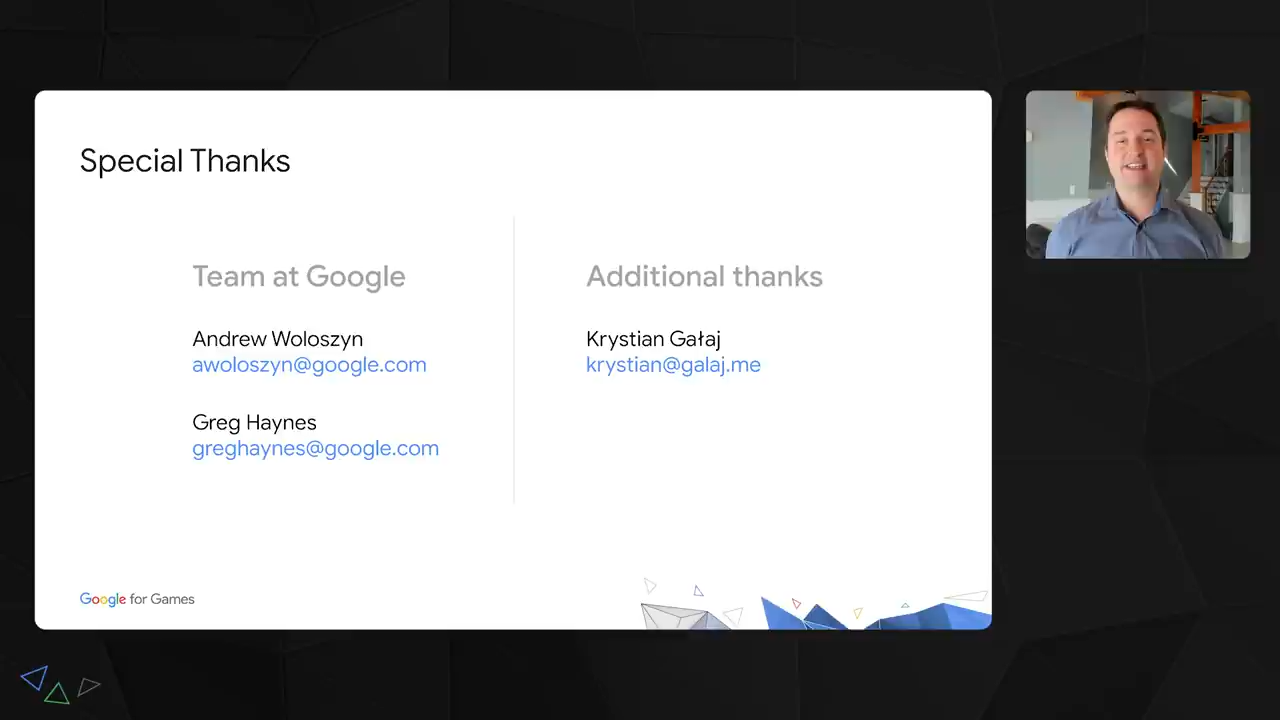 Special Thanks
Team at Google
Andrew Woloszyn
awoloszyn@google.com
Greg Haynes
greghaynes@google.com
Additional thanks
Krystian Gałaj
krystian@galaj.me
Google for Games